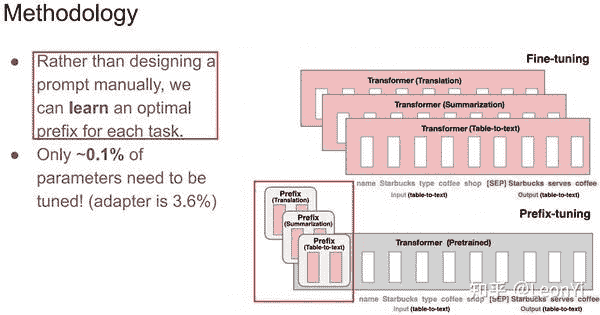 Methodology
Rather than designing a
prompt manually, we
can learn an optimal
prefix for each task.
Only ~0.1% of
parameters need to be
tuned! (adapter is 3.6%)
Fine-tuning
Transformer (Translation)
Transformer (Summarization)
Transformer (Table-to-text)
name Starbucks type coffee shop [SEP] Starbucks serves coffee
Input (table-to-text) Output (table-to-text)
Prefix-tuning
Prefix
(Translation)
Prefix
(Summarization)
Prefix
(Table-to-text)
Transformer (Pretrained)
name Starbucks type coffee shop [SEP] Starbucks serves coffee
Input (table-to-text) Output (table-to-text)
知乎 @LeonYi